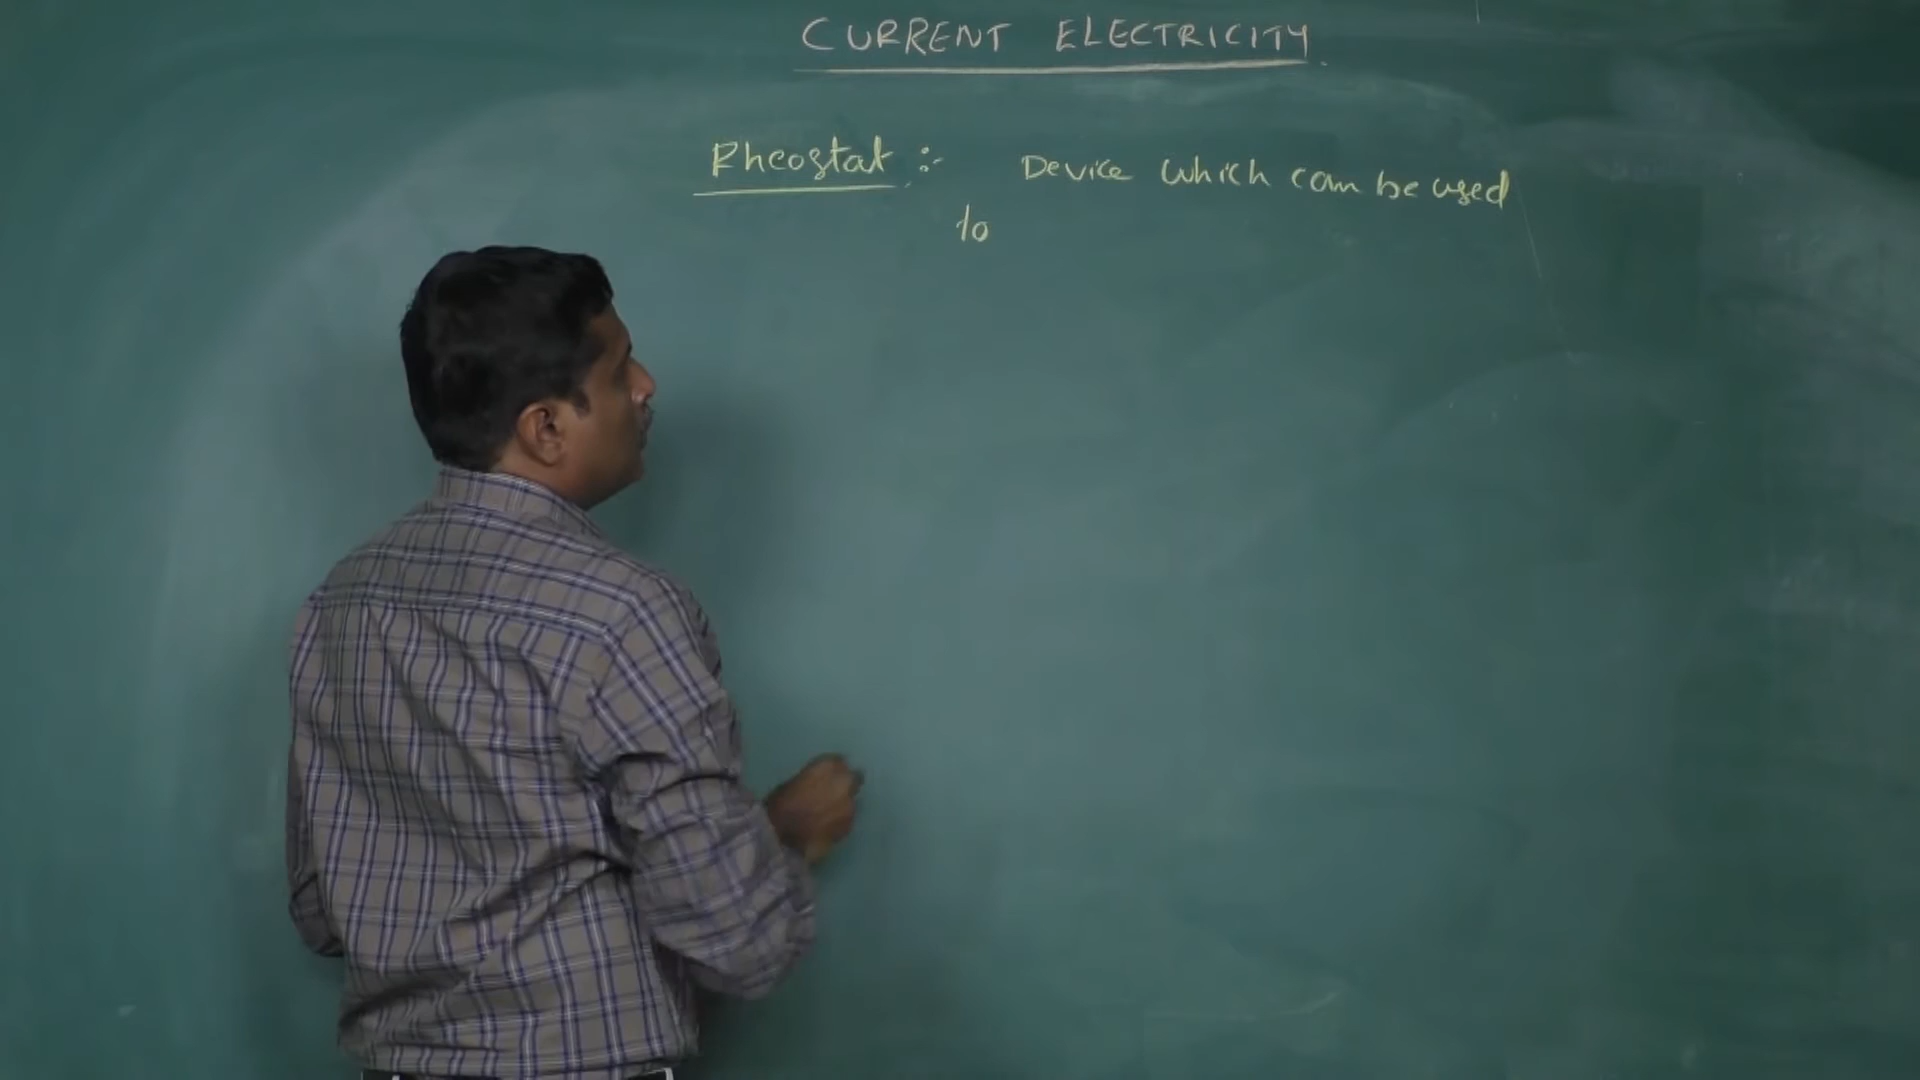 CURRENT ELECTRICITY
Rheostat :- Device which can be used
to